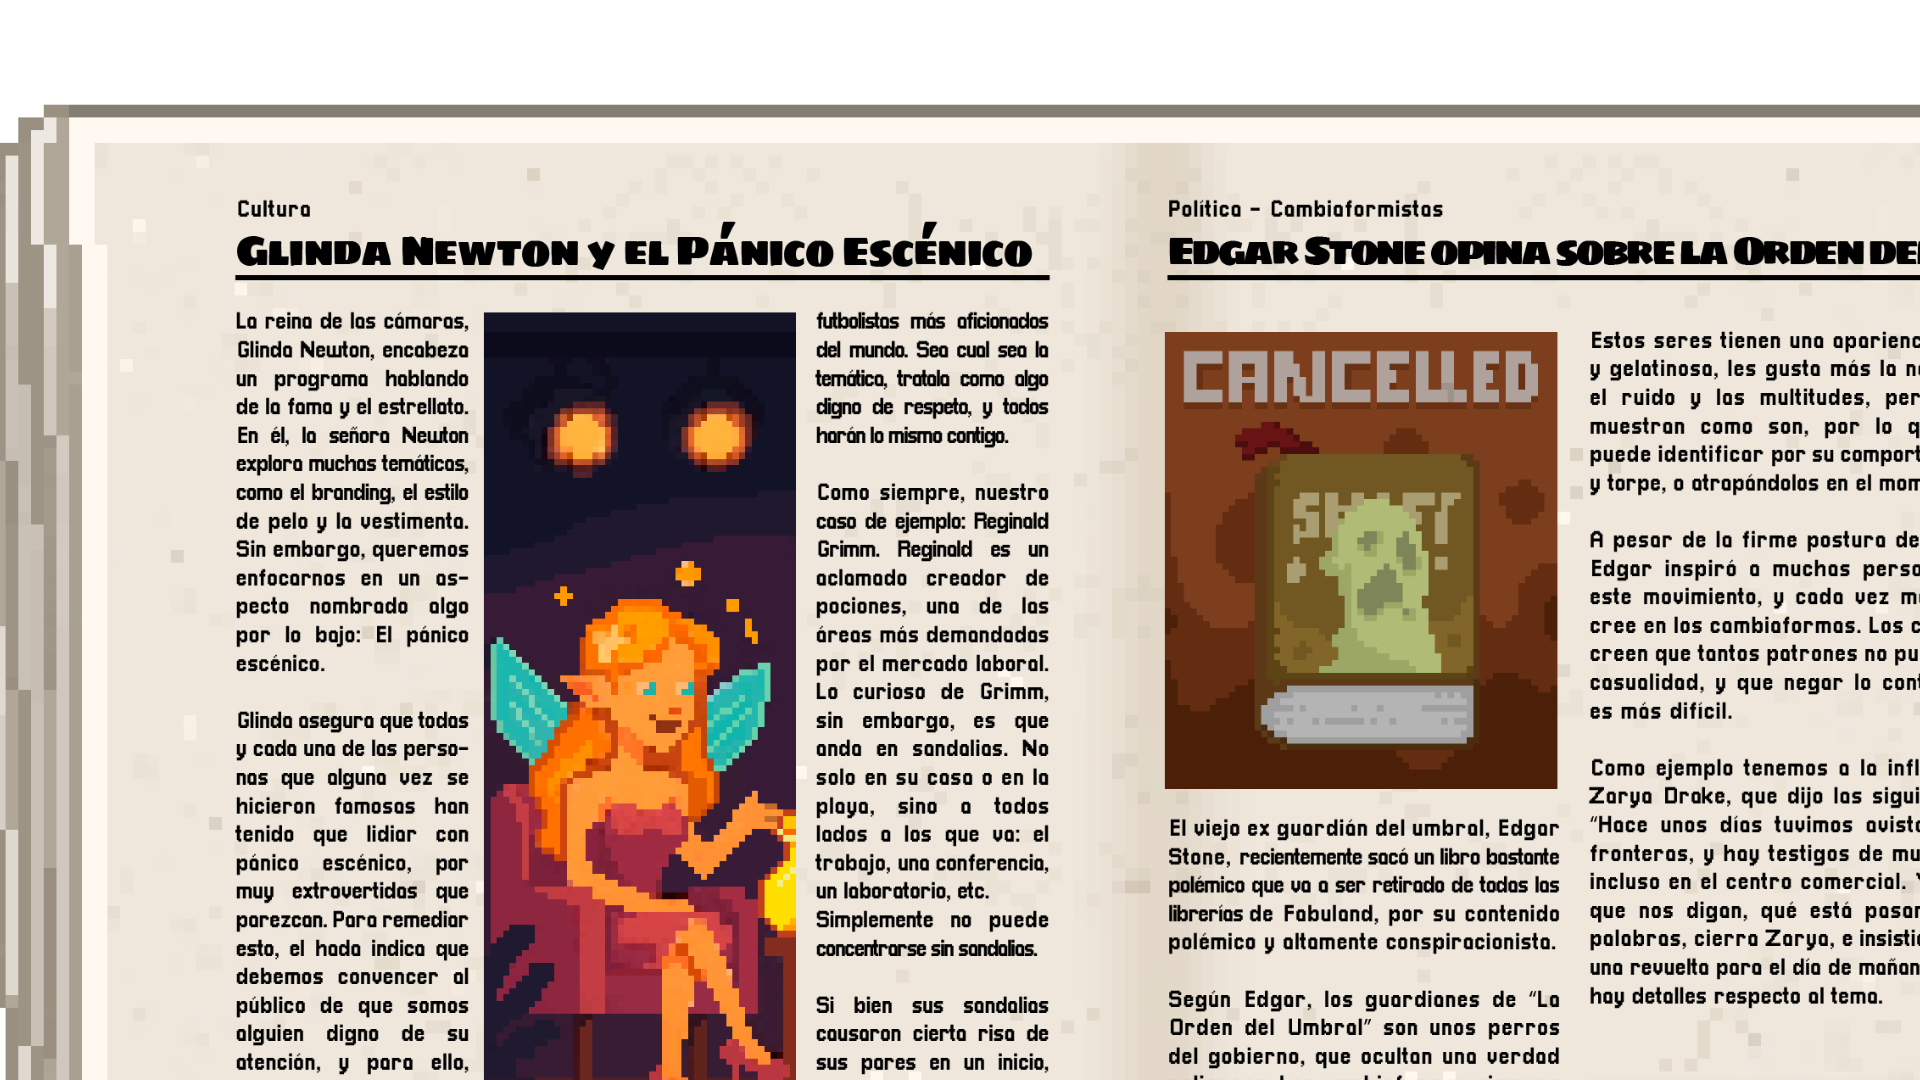 Cultura
GLINDA NEWTON Y EL PÁNICO ESCÉNICO
La reina de las cámaras,
Glinda Newton, encabeza
un programa hablando
de la fama y el estrellato.
En él, la señora Newton
explora muchas temáticas,
como el branding, el estilo
de pelo y la vestimenta.
Sin embargo, queremos
enfocarnos en un as-
pecto nombrado algo
por lo bajo: El pánico
escénico.
Glinda asegura que todas
y cada una de las perso-
nas que alguna vez se
hicieron famosas han
tenido que lidiar con
pánico escénico, por
muy extrovertidas que
parezcan. Para remediar
esto, el hada indica que
debemos convencer al
público de que somos
alguien digno de su
atención, y para ello,
futbolistas más aficionados
del mundo. Sea cual sea la
temática, tratala como algo
digno de respeto, y todos
harán lo mismo contigo.
Como siempre, nuestro
caso de ejemplo: Reginald
Grimm. Reginald es un
aclamado creador de
pociones, una de las
áreas más demandadas
por el mercado laboral.
Lo curioso de Grimm,
sin embargo, es que
anda en sandalias. No
solo en su casa o en la
playa, sino a todos
lados a los que va: el
trabajo, una conferencia,
un laboratorio, etc.
Simplemente no puede
concentrarse sin sandalias.
Si bien sus sandalias
causaron cierta risa de
sus pares en un inicio,
Política - Cambiaformistas
EDGAR STONE OPINA SOBRE LA ORDEN DE
CANCELLED
El viejo ex guardián del umbral, Edgar
Stone, recientemente sacó un libro bastante
polémico que va a ser retirado de todas las
librerías de Fabuland, por su contenido
polémico y altamente conspiracionista.
Según Edgar, los guardianes de "La
Orden del Umbral" son unos perros
del gobierno, que ocultan una verdad
Estos seres tienen una aparienc
y gelatinosa, les gusta más la n
el ruido y las multitudes, per
muestran como son, por lo q
puede identificar por su comport
y torpe, o atrapándolos en el mom
A pesar de la firme postura de
Edgar inspiró a muchas perso
este movimiento, y cada vez m
cree en los cambiaformas. Los c
creen que tantos patrones no pu
casualidad, y que negar lo cont
es más difícil.
Como ejemplo tenemos a la infl
Zarya Drake, que dijo las sigui
"Hace unos días tuvimos avist
fronteras, y hay testigos de mu
incluso en el centro comercial. Y
que nos digan, qué está pasan
palabras, cierra Zarya, e insisti
una revuelta para el día de mañan
hay detalles respecto al tema.